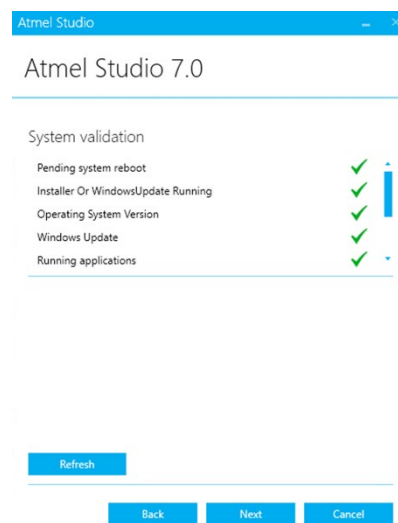 Atmel Studio
Atmel Studio 7.0
System validation
Pending system reboot
Installer Or WindowsUpdate Running
Operating System Version
Windows Update
Running applications
Refresh
Back Next Cancel